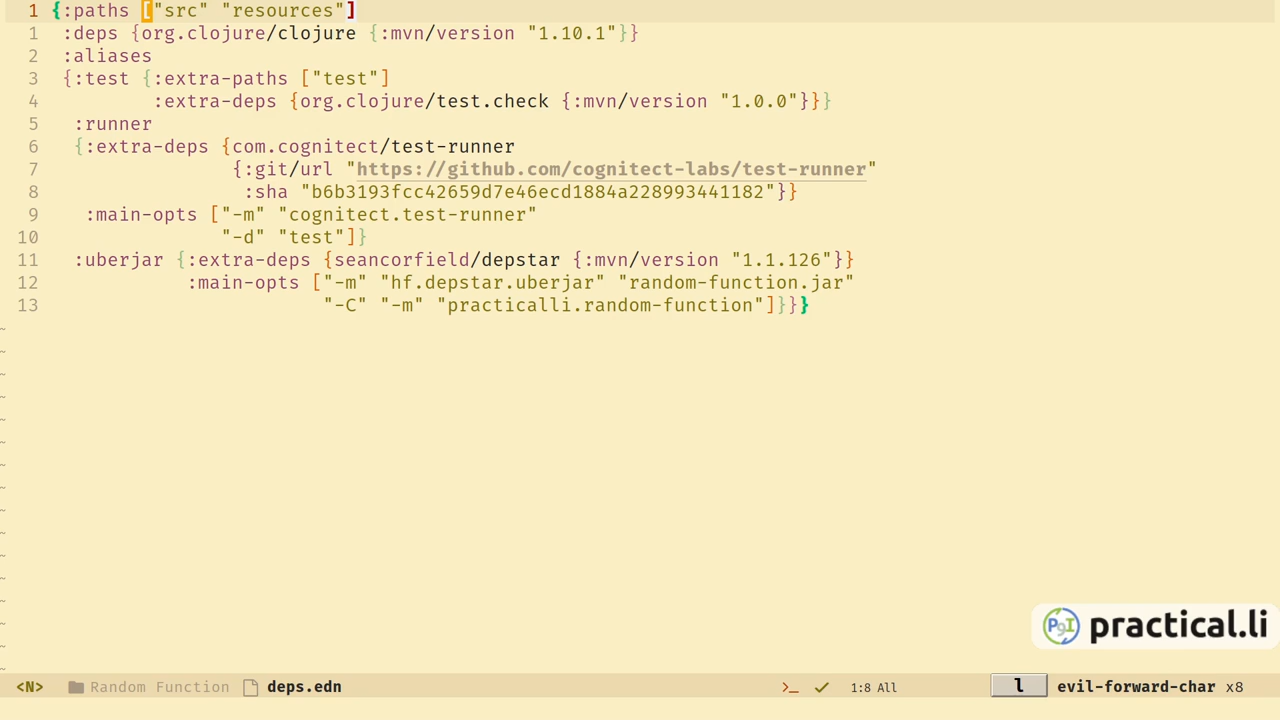 1 {:paths ["src" "resources"]
1 :deps {org.clojure/clojure {:mvn/version "1.10.1"}}
2 :aliases
3 {:test {:extra-paths ["test"]
4 :extra-deps {org.clojure/test.check {:mvn/version "1.0.0"}}}
5 :runner
6 {:extra-deps {com.cognitect/test-runner
7 {:git/url "https://github.com/cognitect-labs/test-runner"
8 :sha "b6b3193fcc42659d7e46ecd1884a228993441182"}}
9 :main-opts ["-m" "cognitect.test-runner"
10 "-d" "test"]}
11 :uberjar {:extra-deps {seancorfield/depstar {:mvn/version "1.1.126"}}
12 :main-opts ["-m" "hf.depstar.uberjar" "random-function.jar"
13 "-C" "-m" "practicalli.random-function"]}}}
practical.li
<N> Random Function deps.edn >_ ✓ 1:8 All l evil-forward-char x8